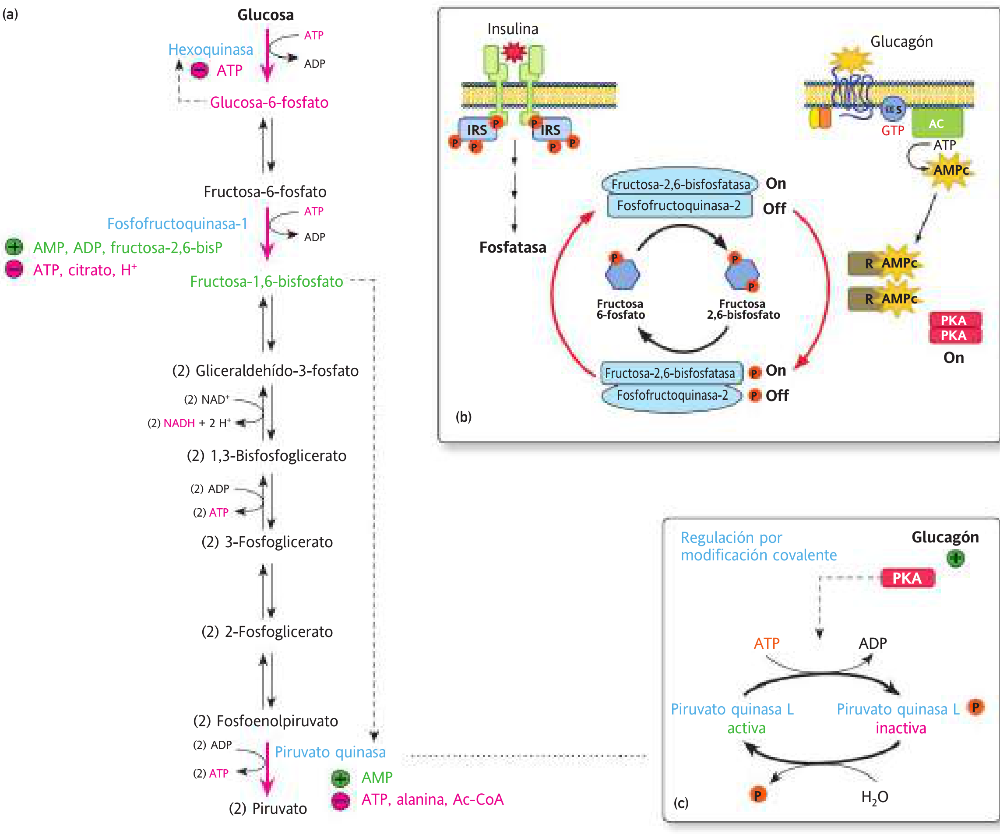 (a)
Glucosa
ATP
Hexoquinasa
ADP
ATP
Glucosa-6-fosfato
Fructosa-6-fosfato
ATP
Fosfofructoquinasa-1
ADP
AMP, ADP, fructosa-2,6-bisP
ATP, citrato, H⁺
Fructosa-1,6-bisfosfato
(2) Gliceraldehído-3-fosfato
(2) NAD⁺
(2) NADH + 2 H⁺
(2) 1,3-Bisfosfoglicerato
(2) ADP
(2) ATP
(2) 3-Fosfoglicerato
(2) 2-Fosfoglicerato
(2) Fosfoenolpiruvato
(2) ADP
Piruvato quinasa
(2) ATP
AMP
ATP, alanina, Ac-CoA
(2) Piruvato
Insulina
Glucagón
P
P
IRS
IRS
P
P
P
P
S
GTP
AC
ATP
AMPc
Fructosa-2,6-bisfosfatasa On
Fosfofructoquinasa-2 Off
Fosfatasa
P
P
P
R AMPc
R AMPc
Fructosa
6-fosfato
Fructosa
2,6-bisfosfato
PKA
PKA
On
Fructosa-2,6-bisfosfatasa P On
Fosfofructoquinasa-2 P Off
(b)
Regulación por
modificación covalente
Glucagón
PKA
ATP
ADP
Piruvato quinasa L
activa
Piruvato quinasa L P
inactiva
P
H₂O
(c)